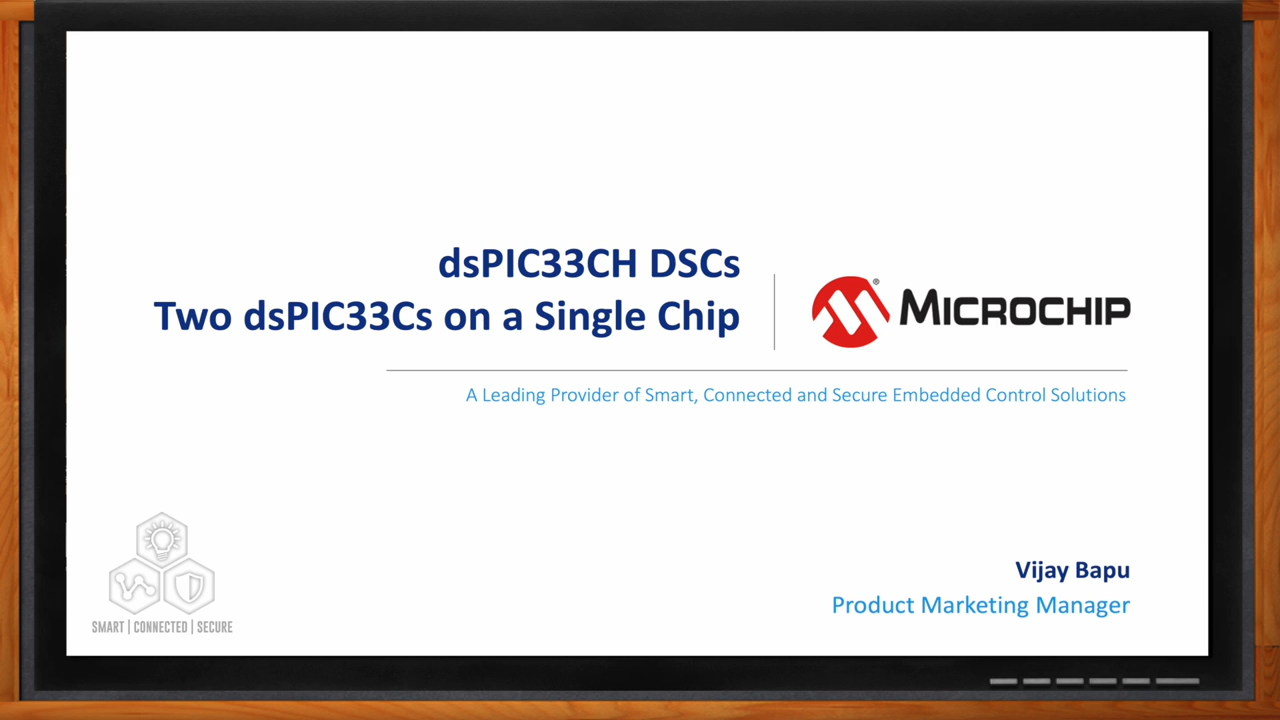 dsPIC33CH DSCs
Two dsPIC33Cs on a Single Chip
MICROCHIP®
A Leading Provider of Smart, Connected and Secure Embedded Control Solutions
Vijay Bapu
Product Marketing Manager
SMART | CONNECTED | SECURE